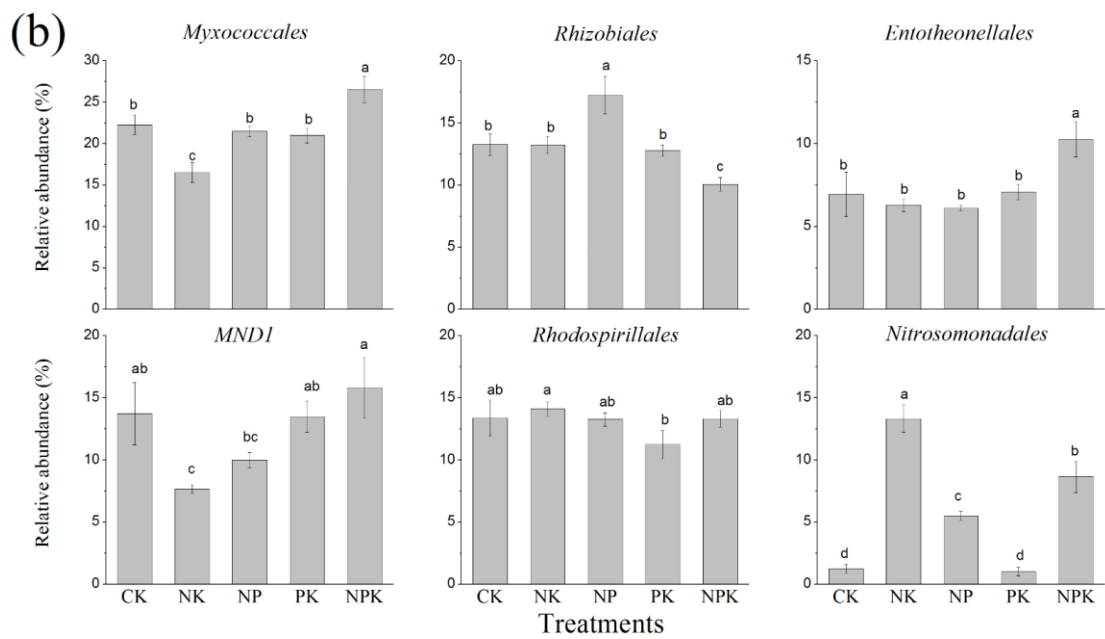 (b)
Myxococcales
Rhizobiales
Entotheonellales
Relative abundance (%)
30
25
20
15
10
5
0
b
c
b
b
a
20
15
10
5
0
b
b
a
b
c
15
10
5
0
b
b
b
b
a
MND1
Rhodospirillales
Nitrosomonadales
Relative abundance (%)
20
15
10
5
0
ab
c
bc
ab
a
20
15
10
5
0
ab
a
ab
b
ab
20
15
10
5
0
d
a
c
d
b
CK NK NP PK NPK
CK NK NP PK NPK
CK NK NP PK NPK
Treatments